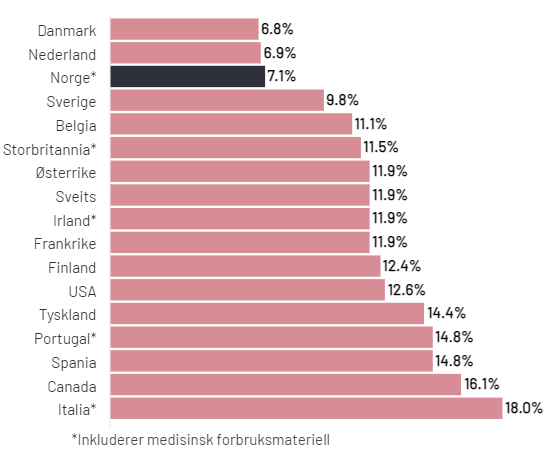 Danmark 6.8%
Nederland 6.9%
Norge* 7.1%
Sverige 9.8%
Belgia 11.1%
Storbritannia* 11.5%
Østerrike 11.9%
Sveits 11.9%
Irland* 11.9%
Frankrike 11.9%
Finland 12.4%
USA 12.6%
Tyskland 14.4%
Portugal* 14.8%
Spania 14.8%
Canada 16.1%
Italia* 18.0%
*Inkluderer medisinsk forbruksmateriell